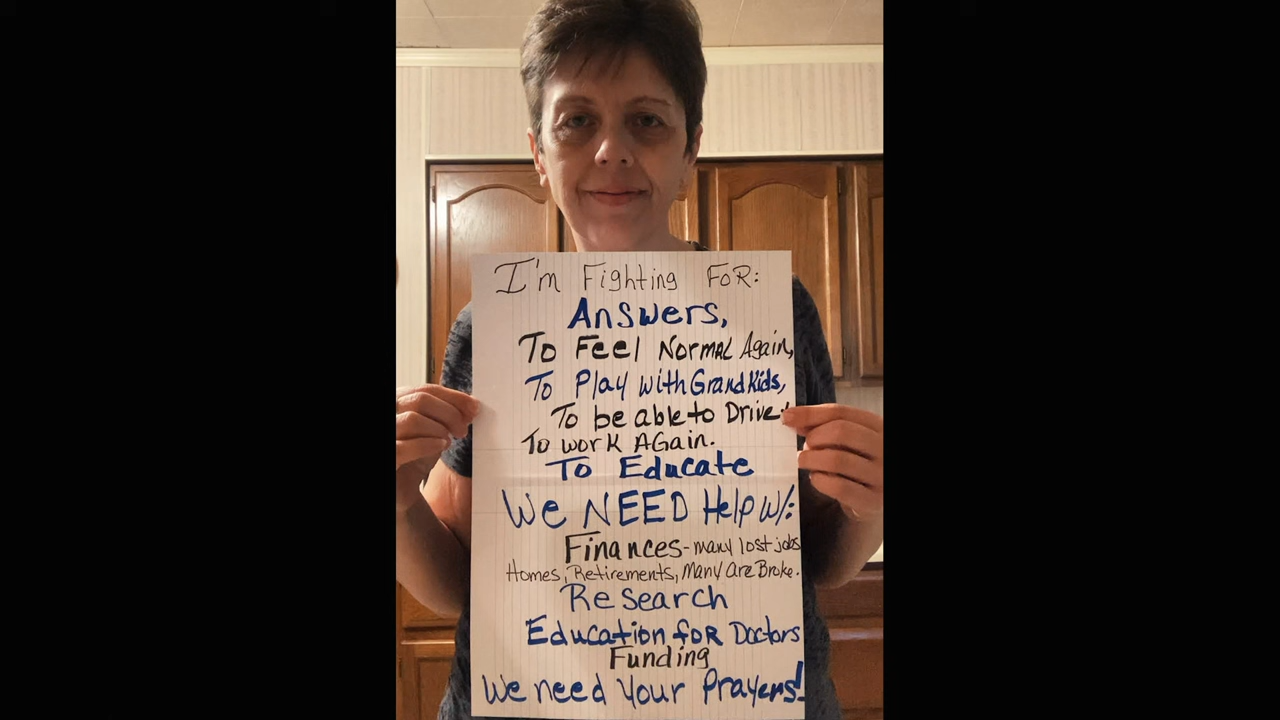 I'm Fighting FoR:
Answers,
To Feel Normal Again,
To Play with Grandkids,
To be able to Drive!
To work AGain.
To Educate
We NEED Help W/:
Finances - many lost jobs
Homes, Retirements, Many Are Broke.
Research
Education for Doctors
Funding
We need Your Prayers!